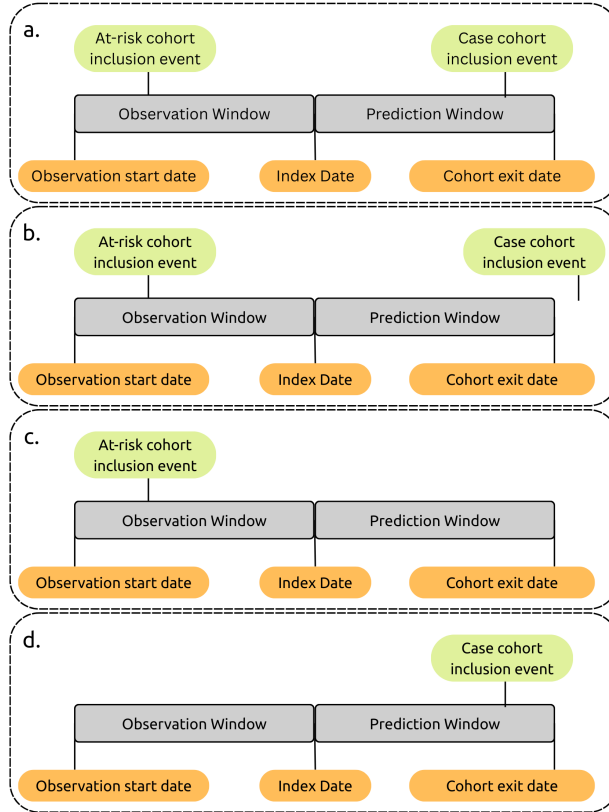 a.
At-risk cohort
inclusion event
Case cohort
inclusion event
Observation Window
Prediction Window
Observation start date
Index Date
Cohort exit date
b.
At-risk cohort
inclusion event
Case cohort
inclusion event
Observation Window
Prediction Window
Observation start date
Index Date
Cohort exit date
c.
At-risk cohort
inclusion event
Observation Window
Prediction Window
Observation start date
Index Date
Cohort exit date
d.
Case cohort
inclusion event
Observation Window
Prediction Window
Observation start date
Index Date
Cohort exit date